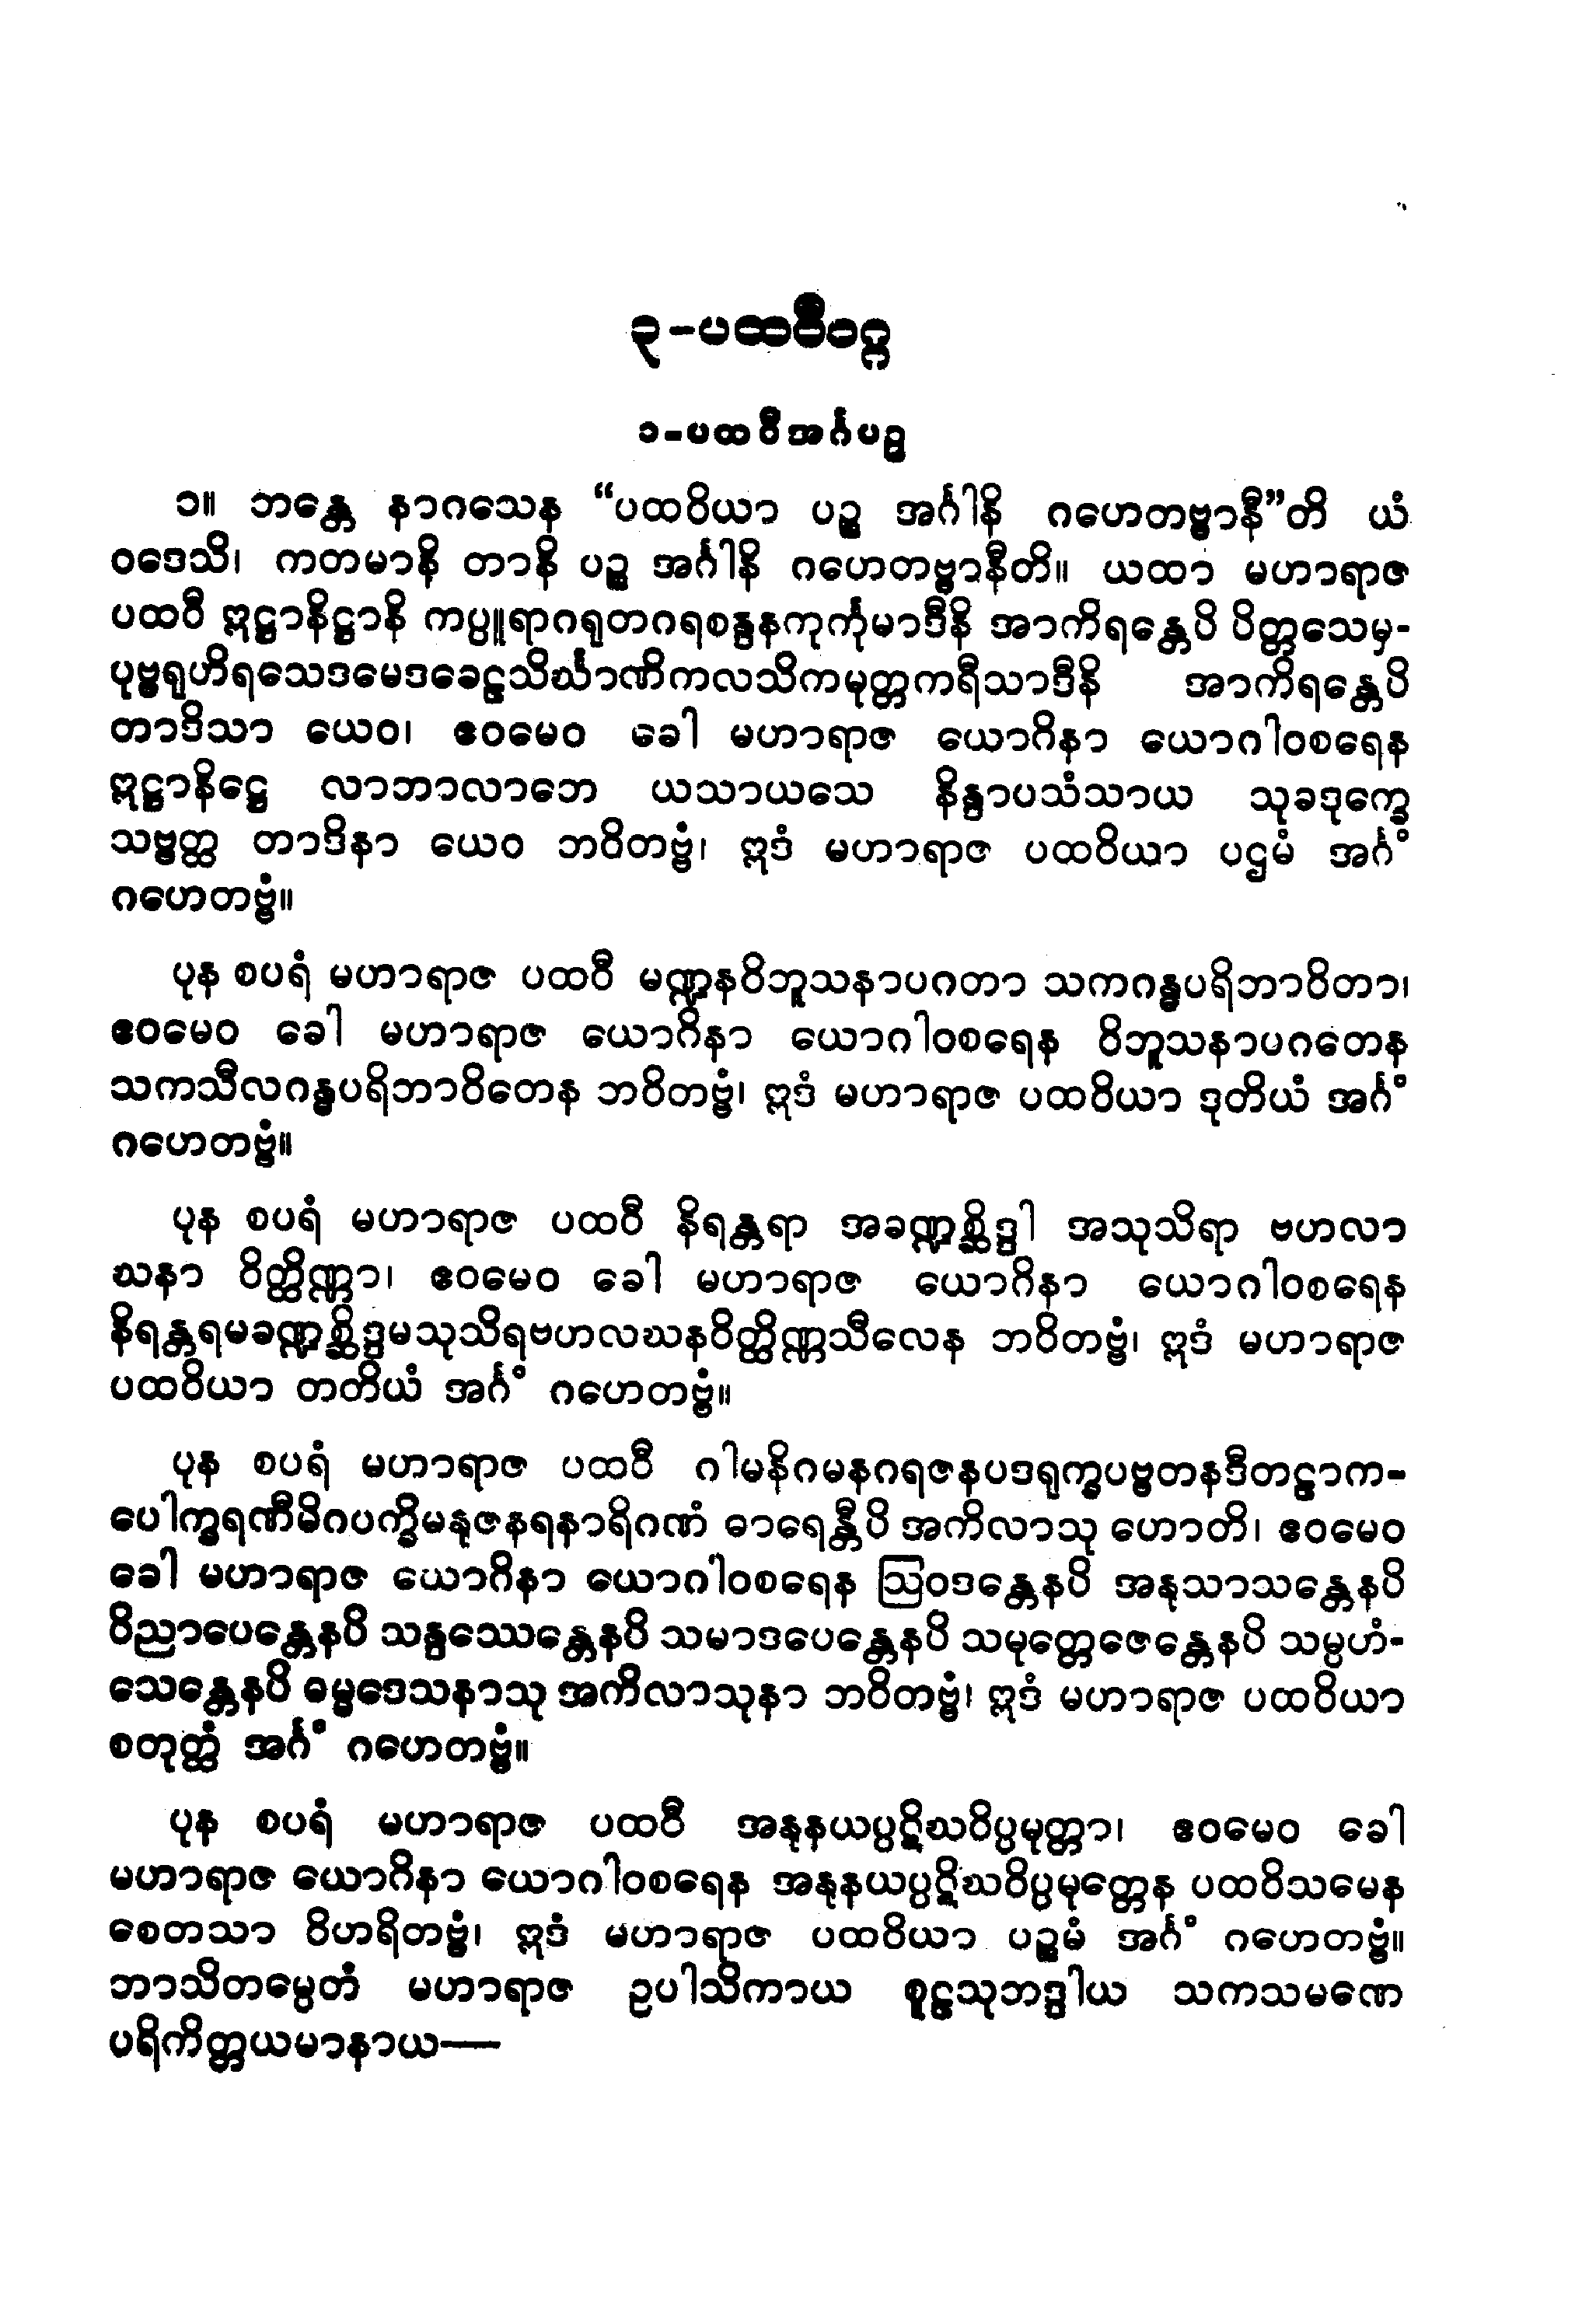 ၃-ပထဝီဝဂ္ဂ
၁-ပထဝီအင်္ဂပဉှ
၁။ ဘန္တေ နာဂသေန “ပထဝိယာ ပဉ္စ အင်္ဂါနိ ဂဟေတဗ္ဗာနီ”တိ ယံ
ဝဒေသိ၊ ကတမာနိ တာနိ ပဉ္စ အင်္ဂါနိ ဂဟေတဗ္ဗာနီတိ။ ယထာ မဟာရာဇ
ပထဝီ ဣဋ္ဌာနိဋ္ဌာနိ ကပ္ပူရာဂရုတဂရစန္ဒနကုင်္ကုမာဒီနိ အာကိရန္တေပိ ပိတ္တသေမှ-
ပုဗ္ဗရုဟိရသေဒမေဒခေဠသိင်္ဃာဏိကလသိကမုတ္တကရီသာဒီနိ အာကိရန္တေပိ
တာဒိသာ ယေဝ၊ ဧဝမေဝ ခေါ မဟာရာဇ ယောဂိနာ ယောဂါဝစရေန
ဣဋ္ဌာနိဋ္ဌေ လာဘာလာဘေ ယသာယသေ နိန္ဒာပသံသာယ သုခဒုက္ခေ
သဗ္ဗတ္ထ တာဒိနာ ယေဝ ဘဝိတဗ္ဗံ၊ ဣဒံ မဟာရာဇ ပထဝိယာ ပဌမံ အင်္ဂံ
ဂဟေတဗ္ဗံ။
ပုန စပရံ မဟာရာဇ ပထဝီ မဏ္ဍနဝိဘူသနာပဂတာ သကဂန္ဓပရိဘာဝိတာ၊
ဧဝမေဝ ခေါ မဟာရာဇ ယောဂိနာ ယောဂါဝစရေန ဝိဘူသနာပဂတေန
သကသီလဂန္ဓပရိဘာဝိတေန ဘဝိတဗ္ဗံ၊ ဣဒံ မဟာရာဇ ပထဝိယာ ဒုတိယံ အင်္ဂံ
ဂဟေတဗ္ဗံ။
ပုန စပရံ မဟာရာဇ ပထဝီ နိရန္တရာ အခဏ္ဍစ္ဆိဒ္ဒါ အသုသိရာ ဗဟလာ
ဃနာ ဝိတ္ထိဏ္ဏာ၊ ဧဝမေဝ ခေါ မဟာရာဇ ယောဂိနာ ယောဂါဝစရေန
နိရန္တရမခဏ္ဍစ္ဆိဒ္ဒမသုသိရဗဟလဃနဝိတ္ထိဏ္ဏသီလေန ဘဝိတဗ္ဗံ၊ ဣဒံ မဟာရာဇ
ပထဝိယာ တတိယံ အင်္ဂံ ဂဟေတဗ္ဗံ။
ပုန စပရံ မဟာရာဇ ပထဝီ ဂါမနိဂမနဂရဇနပဒရုက္ခပဗ္ဗတနဒီတဠာက-
ပေါက္ခရဏီမိဂပက္ခိမနုဇနရနာရိဂဏံ ဓာရေန္တီပိ အကိလာသု ဟောတိ၊ ဧဝမေဝ
ခေါ မဟာရာဇ ယောဂိနာ ယောဂါဝစရေန ဩဝဒန္တေနပိ အနုသာသန္တေနပိ
ဝိညာပေန္တေနပိ သန္ဒဿေန္တေနပိ သမာဒပေန္တေနပိ သမုတ္တေဇေန္တေနပိ သမ္ပဟံ-
သေန္တေနပိ ဓမ္မဒေသနာသု အကိလာသုနာ ဘဝိတဗ္ဗံ၊ ဣဒံ မဟာရာဇ ပထဝိယာ
စတုတ္ထံ အင်္ဂံ ဂဟေတဗ္ဗံ။
ပုန စပရံ မဟာရာဇ ပထဝီ အနုနယပ္ပဋိဃဝိပ္ပမုတ္တာ၊ ဧဝမေဝ ခေါ
မဟာရာဇ ယောဂိနာ ယောဂါဝစရေန အနုနယပ္ပဋိဃဝိပ္ပမုတ္တေန ပထဝိသမေန
စေတသာ ဝိဟရိတဗ္ဗံ၊ ဣဒံ မဟာရာဇ ပထဝိယာ ပဉ္စမံ အင်္ဂံ ဂဟေတဗ္ဗံ။
ဘာသိတမ္ပေတံ မဟာရာဇ ဥပါသိကာယ စူဠသုဘဒ္ဒါယ သကသမဏေ
ပရိကိတ္တယမာနာယ—